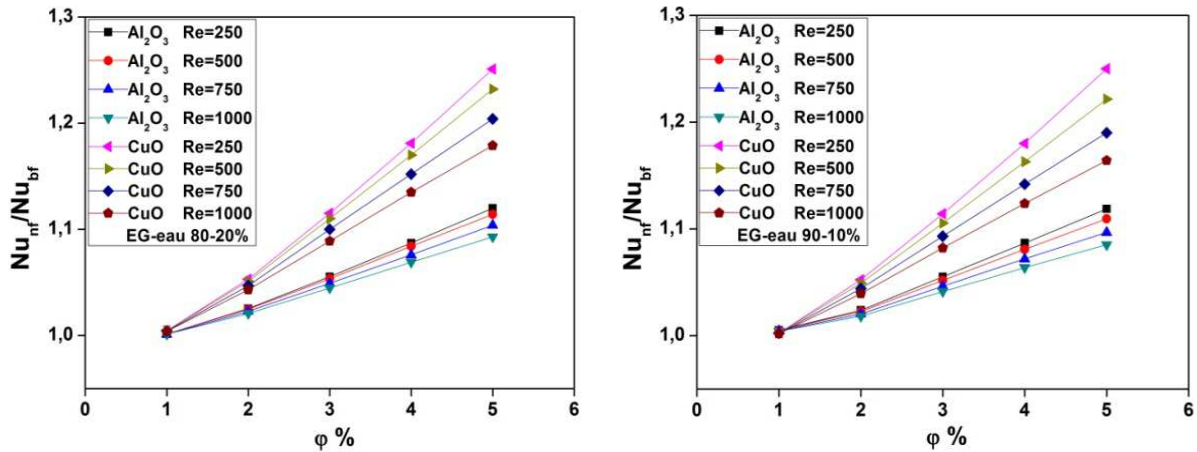 1,3
1,2
1,1
1,0
Nu_nf/Nu_bf
Al₂O₃ Re=250
Al₂O₃ Re=500
Al₂O₃ Re=750
Al₂O₃ Re=1000
CuO Re=250
CuO Re=500
CuO Re=750
CuO Re=1000
EG-eau 80-20%
0 1 2 3 4 5 6
φ %
1,3
1,2
1,1
1,0
Nu_nf/Nu_bf
Al₂O₃ Re=250
Al₂O₃ Re=500
Al₂O₃ Re=750
Al₂O₃ Re=1000
CuO Re=250
CuO Re=500
CuO Re=750
CuO Re=1000
EG-eau 90-10%
0 1 2 3 4 5 6
φ %